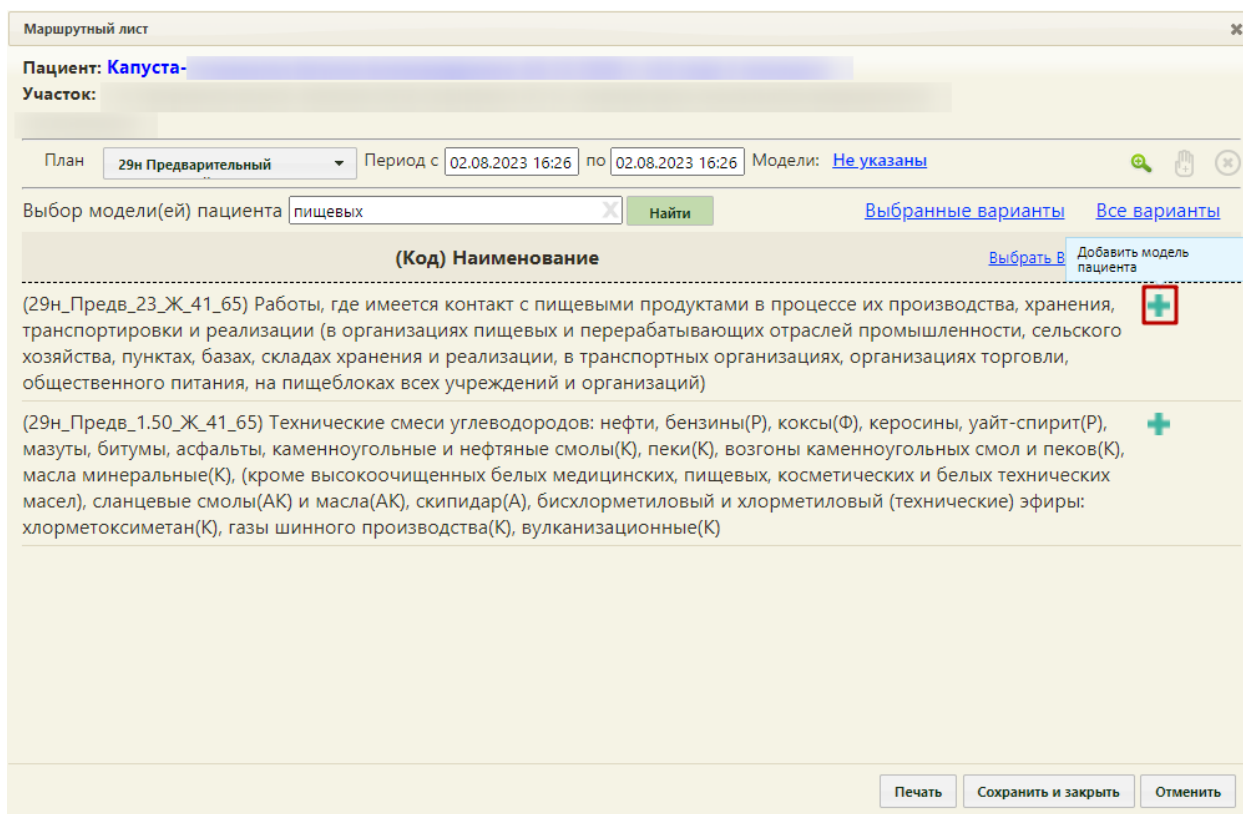 Маршрутный лист
Пациент: Капуста-
Участок:
План 29н Предварительный Период с 02.08.2023 16:26 по 02.08.2023 16:26 Модели: Не указаны
Выбор модели(ей) пациента пищевых X Найти Выбранные варианты Все варианты
(Код) Наименование Выбрать В
Добавить модель
пациента
(29н_Предв_23_Ж_41_65) Работы, где имеется контакт с пищевыми продуктами в процессе их производства, хранения,
транспортировки и реализации (в организациях пищевых и перерабатывающих отраслей промышленности, сельского
хозяйства, пунктах, базах, складах хранения и реализации, в транспортных организациях, организациях торговли,
общественного питания, на пищеблоках всех учреждений и организаций)
(29н_Предв_1.50_Ж_41_65) Технические смеси углеводородов: нефти, бензины(Р), коксы(Ф), керосины, уайт-спирит(Р),
мазуты, битумы, асфальты, каменноугольные и нефтяные смолы(К), пеки(К), возгоны каменноугольных смол и пеков(К),
масла минеральные(К), (кроме высокоочищенных белых медицинских, пищевых, косметических и белых технических
масел), сланцевые смолы(АК) и масла(АК), скипидар(А), бисхлорметиловый и хлорметиловый (технические) эфиры:
хлорметоксиметан(К), газы шинного производства(К), вулканизационные(К)
Печать Сохранить и закрыть Отменить